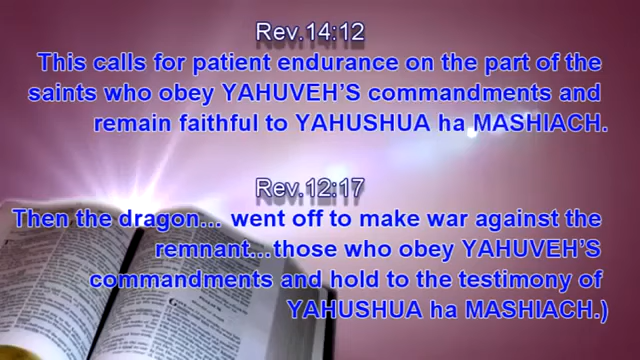 Rev.14:12
This calls for patient endurance on the part of the
saints who obey YAHUVEH'S commandments and
remain faithful to YAHUSHUA ha MASHIACH.
Rev.12:17
Then the dragon... went off to make war against the
remnant...those who obey YAHUVEH'S
commandments and hold to the testimony of
YAHUSHUA ha MASHIACH.)